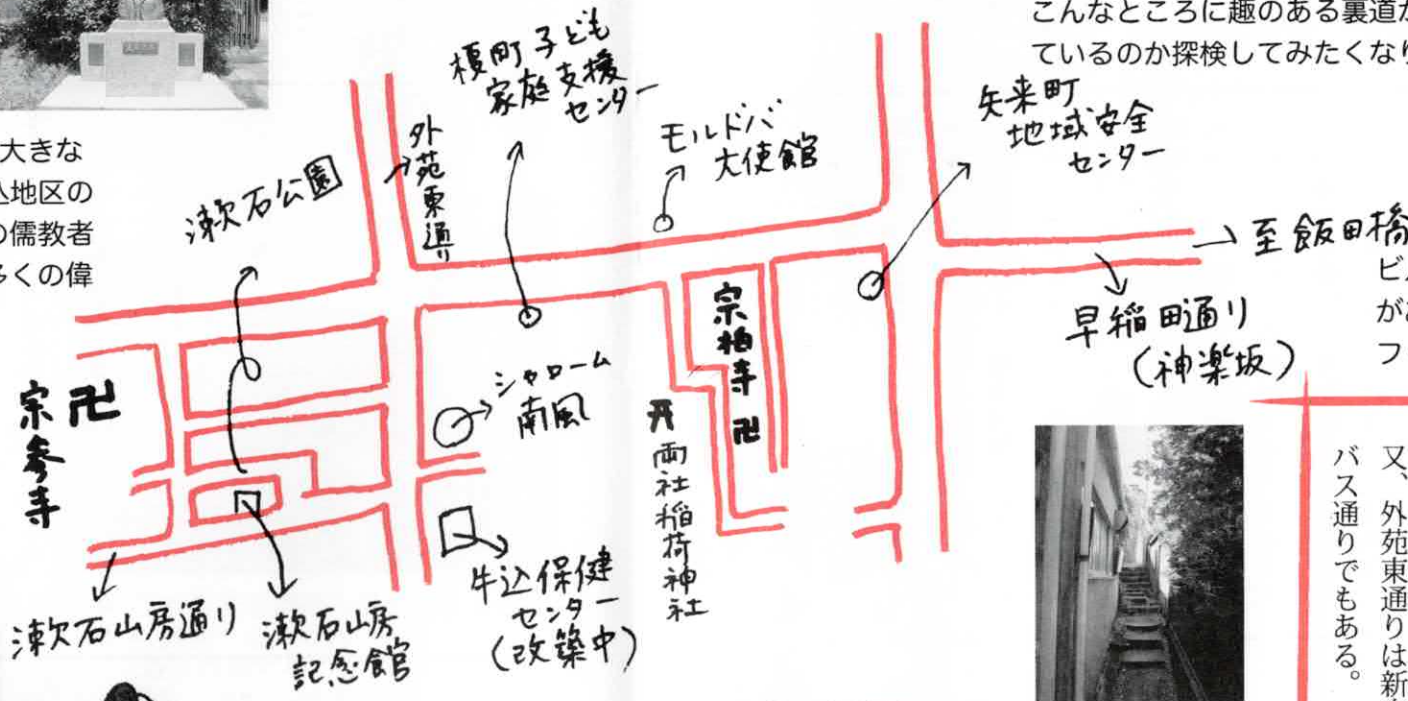 こんなところに趣のある裏道が
ているのか探検してみたくなり
大きな
込地区の
の儒教者
多くの偉
漱石公園
外苑東通り
榎町子ども
家庭支援
センター
モルドバ
大使館
矢来町
地域安全
センター
→至飯田橋
早稲田通り
(神楽坂)
ビル
がある
フ
宗参寺
卍
シャローム
南風
宗柏寺
卍
両社稲荷神社
漱石山房通り
漱石山房
記念館
牛込保健
センター
(改築中)
又、外苑東通りは新
バス通りでもある。